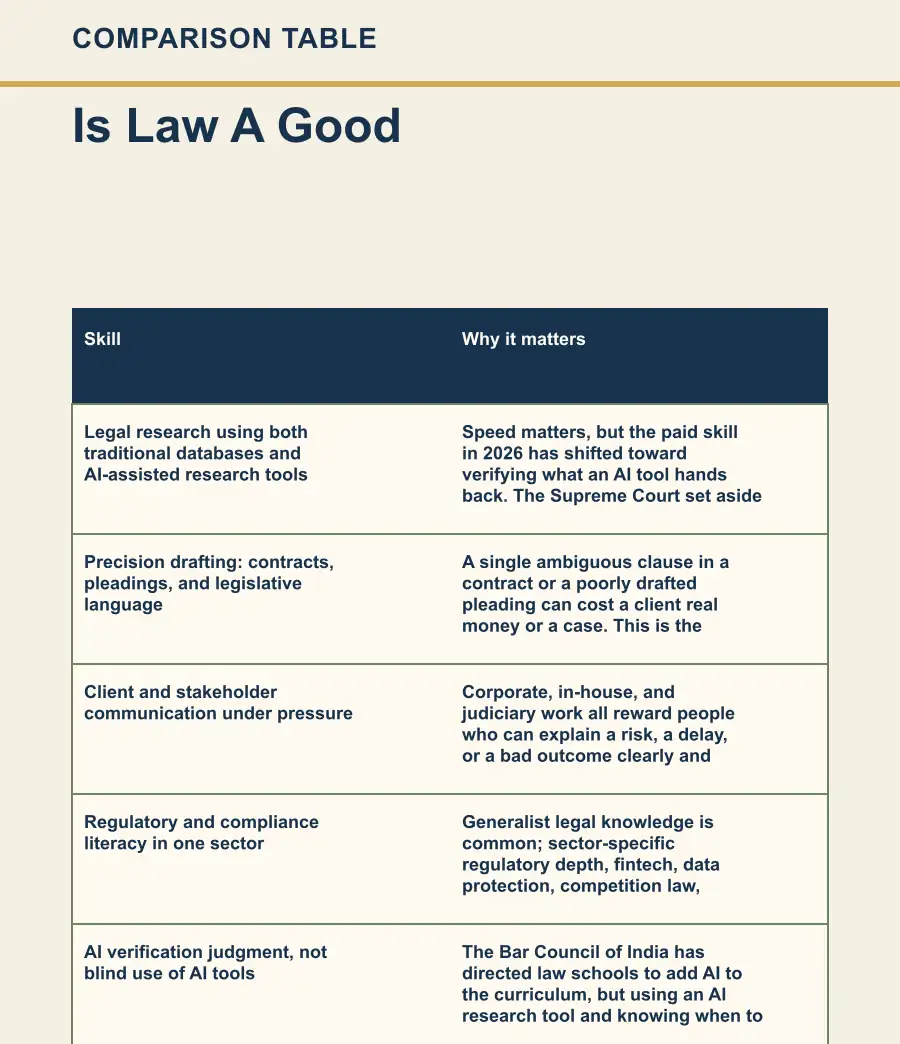 COMPARISON TABLE
Is Law A Good
Skill
Why it matters
Legal research using both
traditional databases and
AI-assisted research tools
Speed matters, but the paid skill
in 2026 has shifted toward
verifying what an AI tool hands
back. The Supreme Court set aside
Precision drafting: contracts,
pleadings, and legislative
language
A single ambiguous clause in a
contract or a poorly drafted
pleading can cost a client real
money or a case. This is the
Client and stakeholder
communication under pressure
Corporate, in-house, and
judiciary work all reward people
who can explain a risk, a delay,
or a bad outcome clearly and
Regulatory and compliance
literacy in one sector
Generalist legal knowledge is
common; sector-specific
regulatory depth, fintech, data
protection, competition law,
AI verification judgment, not
blind use of AI tools
The Bar Council of India has
directed law schools to add AI to
the curriculum, but using an AI
research tool and knowing when to